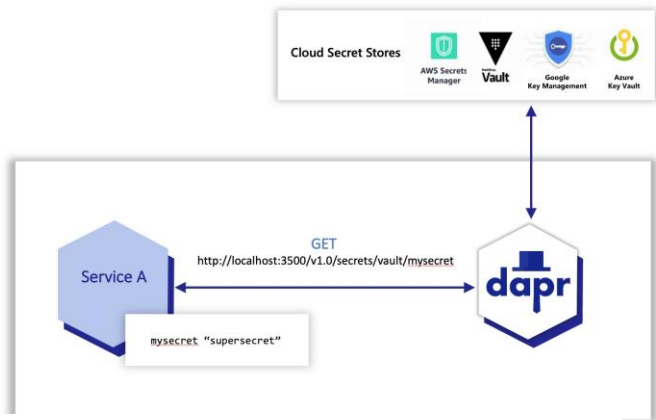 Cloud Secret Stores
AWS Secrets
Manager
Vault
Google
Key Management
Azure
Key Vault
GET
http://localhost:3500/v1.0/secrets/vault/mysecret
Service A
dapr
mysecret “supersecret”